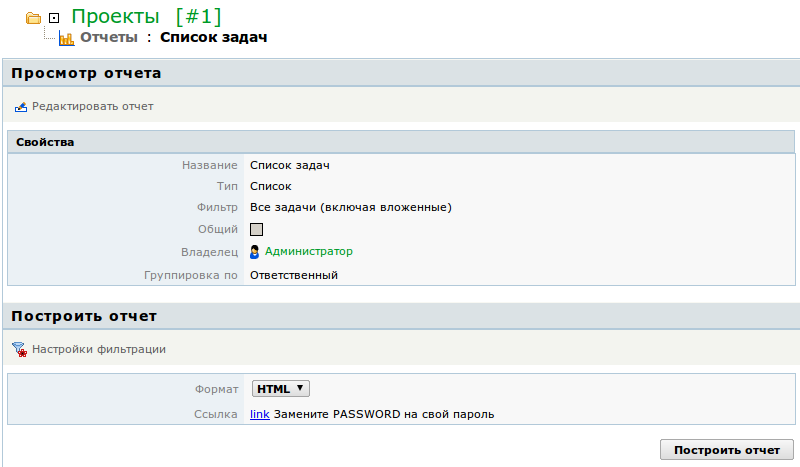 Проекты [#1]
Отчеты : Список задач
Просмотр отчета
Редактировать отчет
Свойства
Название Список задач
Тип Список
Фильтр Все задачи (включая вложенные)
Общий
Владелец Администратор
Группировка по Ответственный
Построить отчет
Настройки фильтрации
Формат HTML
Ссылка link Замените PASSWORD на свой пароль
Построить отчет